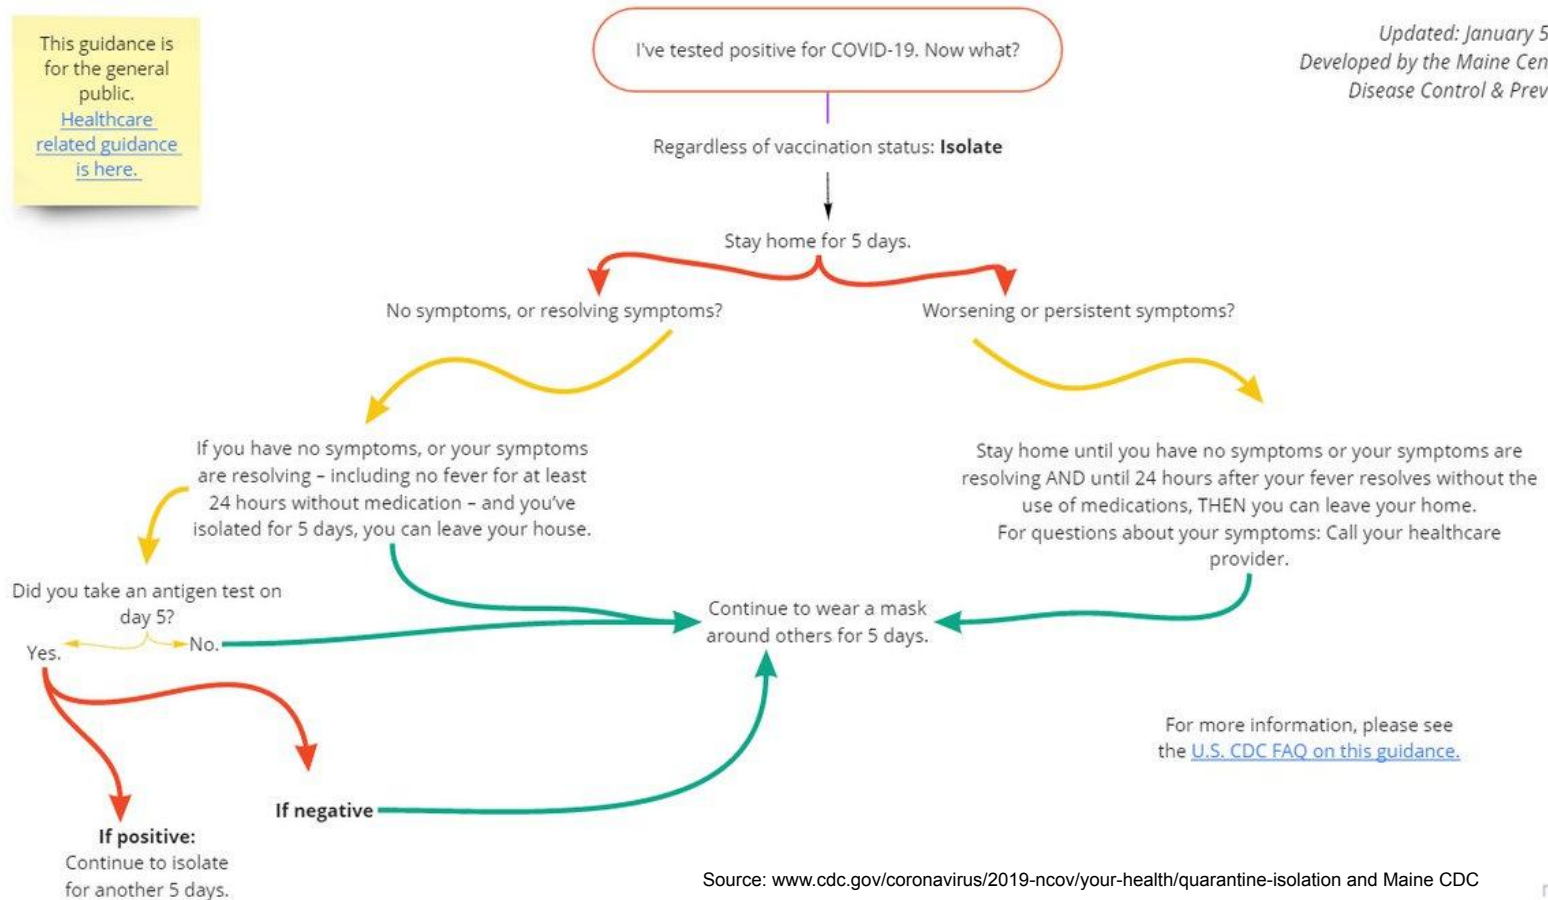 This guidance is
for the general
public.
Healthcare
related guidance
is here.
I've tested positive for COVID-19. Now what?
Updated: January 5
Developed by the Maine Cen
Disease Control & Prev
Regardless of vaccination status: Isolate
Stay home for 5 days.
No symptoms, or resolving symptoms?
Worsening or persistent symptoms?
If you have no symptoms, or your symptoms
are resolving – including no fever for at least
24 hours without medication – and you've
isolated for 5 days, you can leave your house.
Stay home until you have no symptoms or your symptoms are
resolving AND until 24 hours after your fever resolves without the
use of medications, THEN you can leave your home.
For questions about your symptoms: Call your healthcare
provider.
Did you take an antigen test on
day 5?
Yes.
No.
Continue to wear a mask
around others for 5 days.
If negative
If positive:
Continue to isolate
for another 5 days.
For more information, please see
the U.S. CDC FAQ on this guidance.
Source: www.cdc.gov/coronavirus/2019-ncov/your-health/quarantine-isolation and Maine CDC